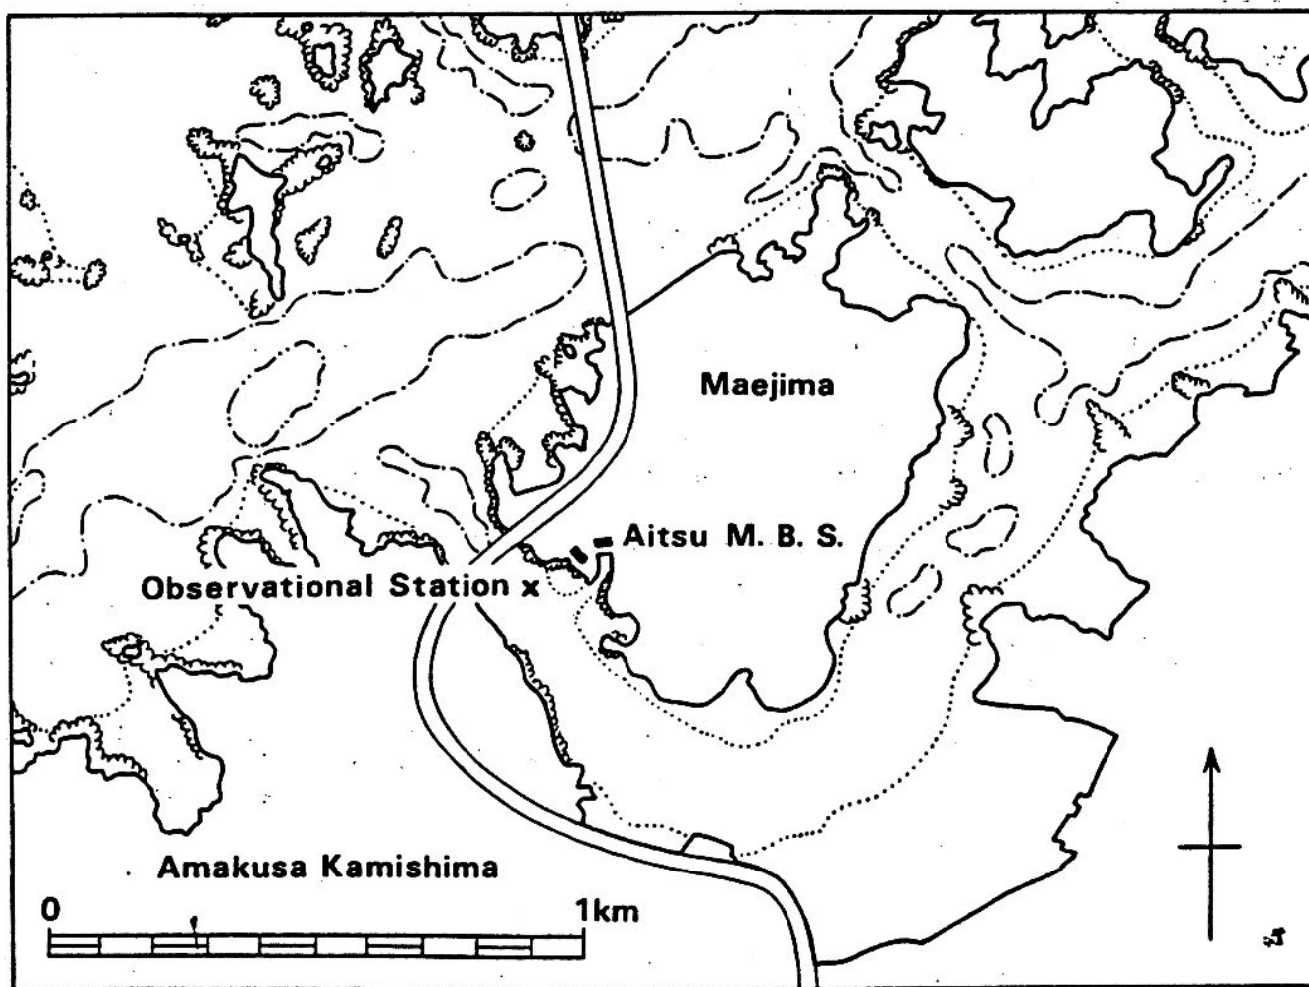 Maejima
Aitsu M. B. S.
Observational Station x
Amakusa Kamishima
0 1km